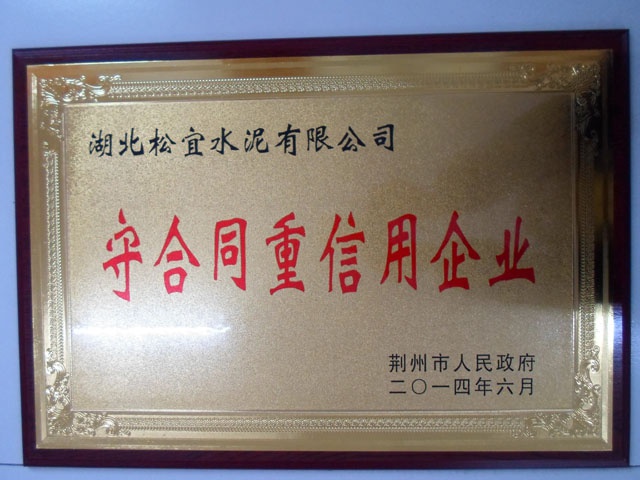 湖北松宜水泥有限公司
守合同重信用企业
荆州市人民政府
二〇一四年六月